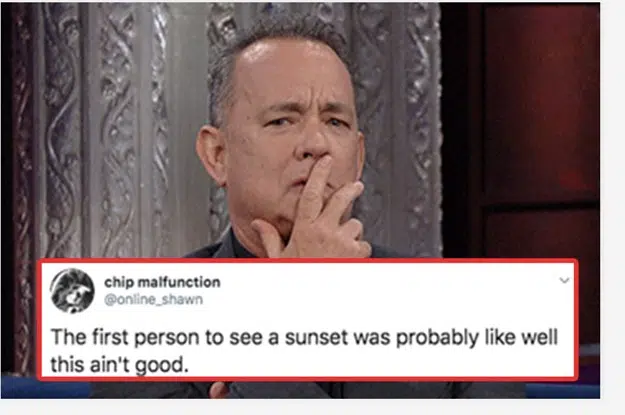 chip malfunction
@online_shawn
The first person to see a sunset was probably like well
this ain't good.